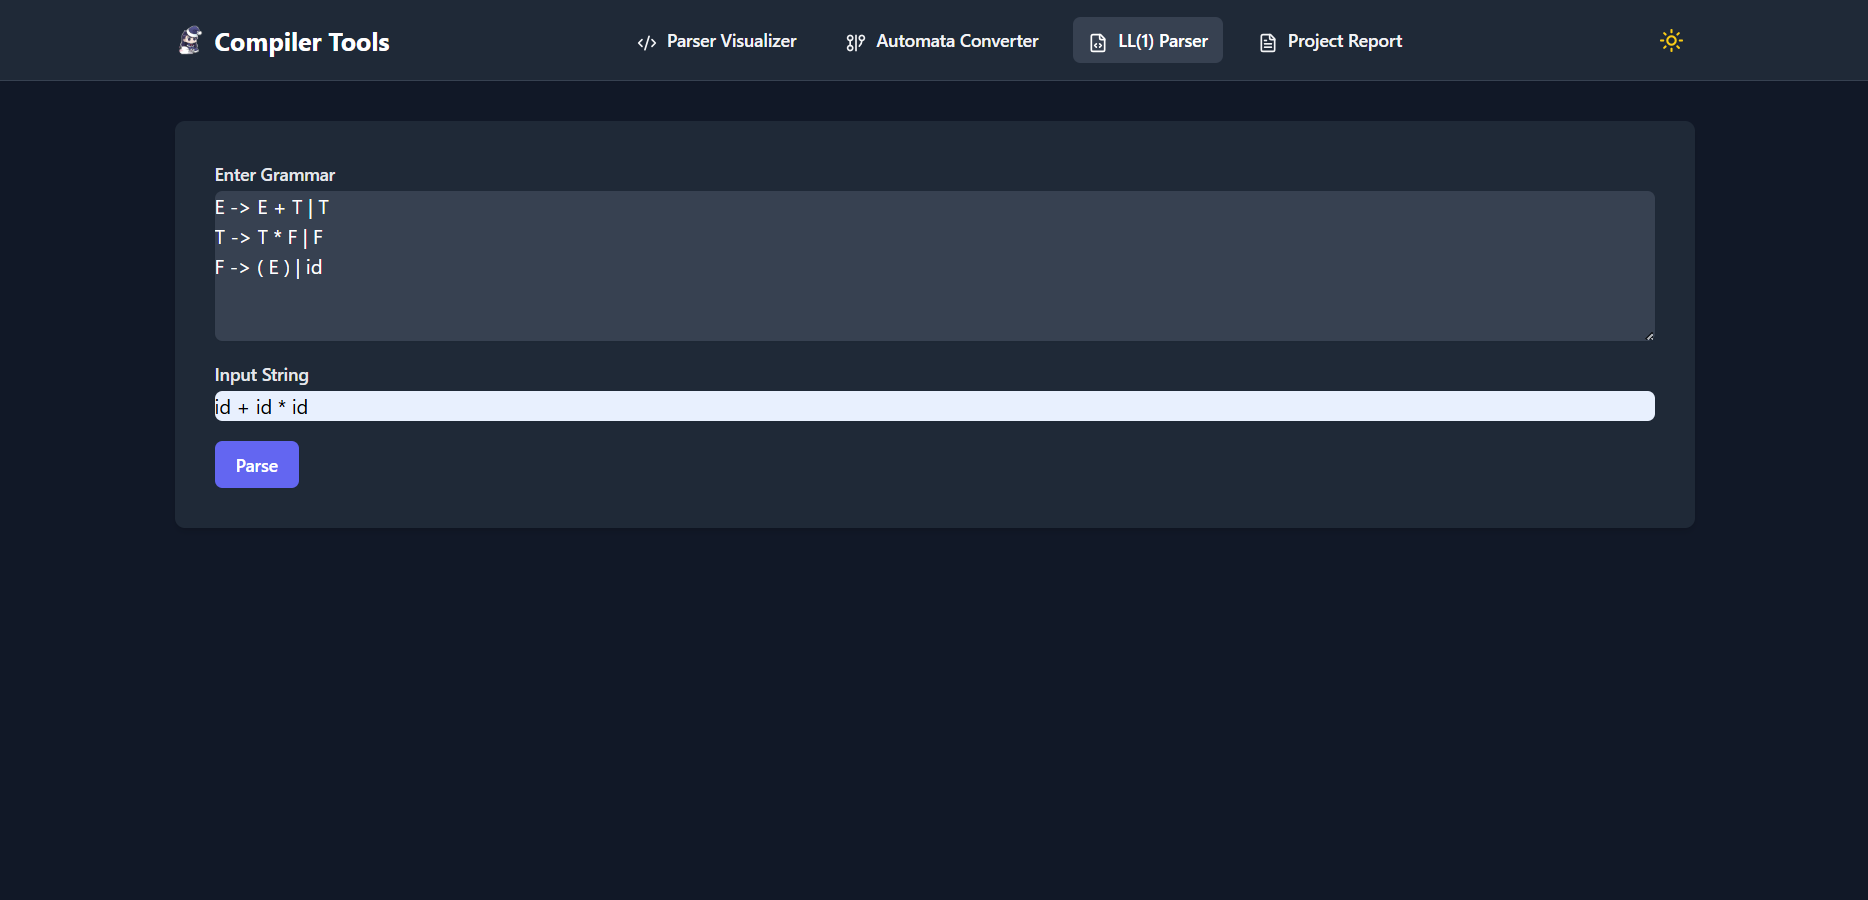 Compiler Tools
</> Parser Visualizer
Automata Converter
LL(1) Parser
Project Report
Enter Grammar
E -> E + T | T
T -> T * F | F
F -> ( E ) | id
Input String
id + id * id
Parse